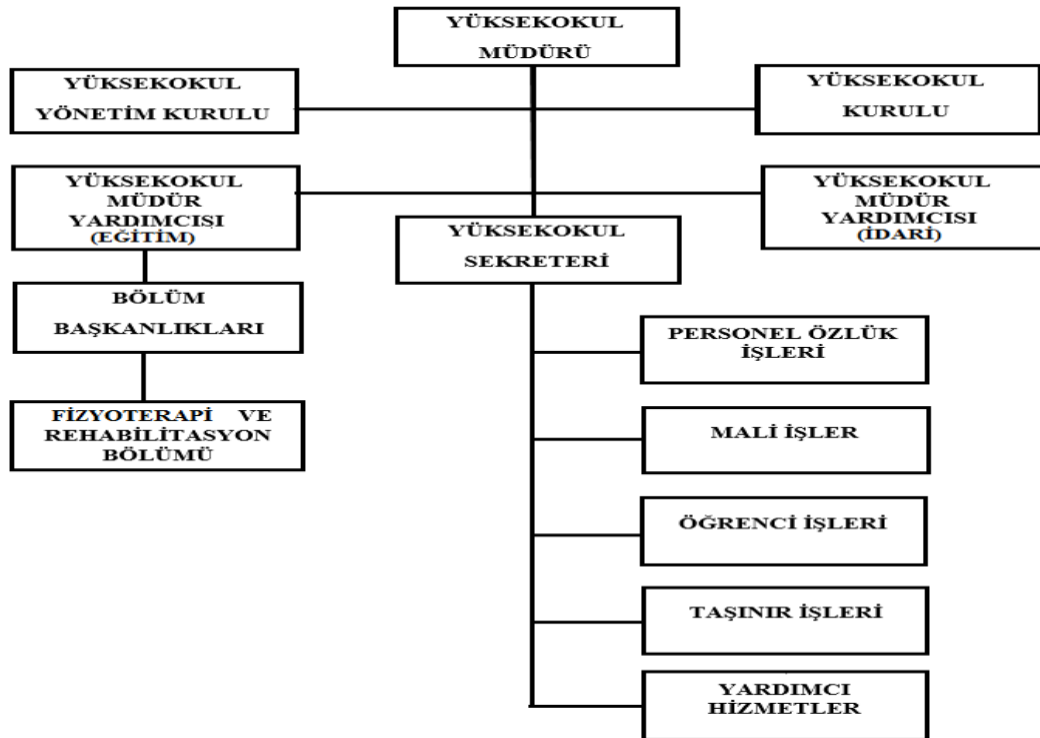 YÜKSEKOKUL
MÜDÜRÜ
YÜKSEKOKUL
YÖNETİM KURULU
YÜKSEKOKUL
KURULU
YÜKSEKOKUL
MÜDÜR
YARDIMCISI
(EĞİTİM)
YÜKSEKOKUL
MÜDÜR
YARDIMCISI
(İDARİ)
YÜKSEKOKUL
SEKRETERİ
BÖLÜM
BAŞKANLIKLARI
FİZYOTERAPİ VE
REHABİLİTASYON
BÖLÜMÜ
PERSONEL ÖZLÜK
İŞLERİ
MALİ İŞLER
ÖĞRENCİ İŞLERİ
TAŞINIR İŞLERİ
YARDIMCI
HİZMETLER